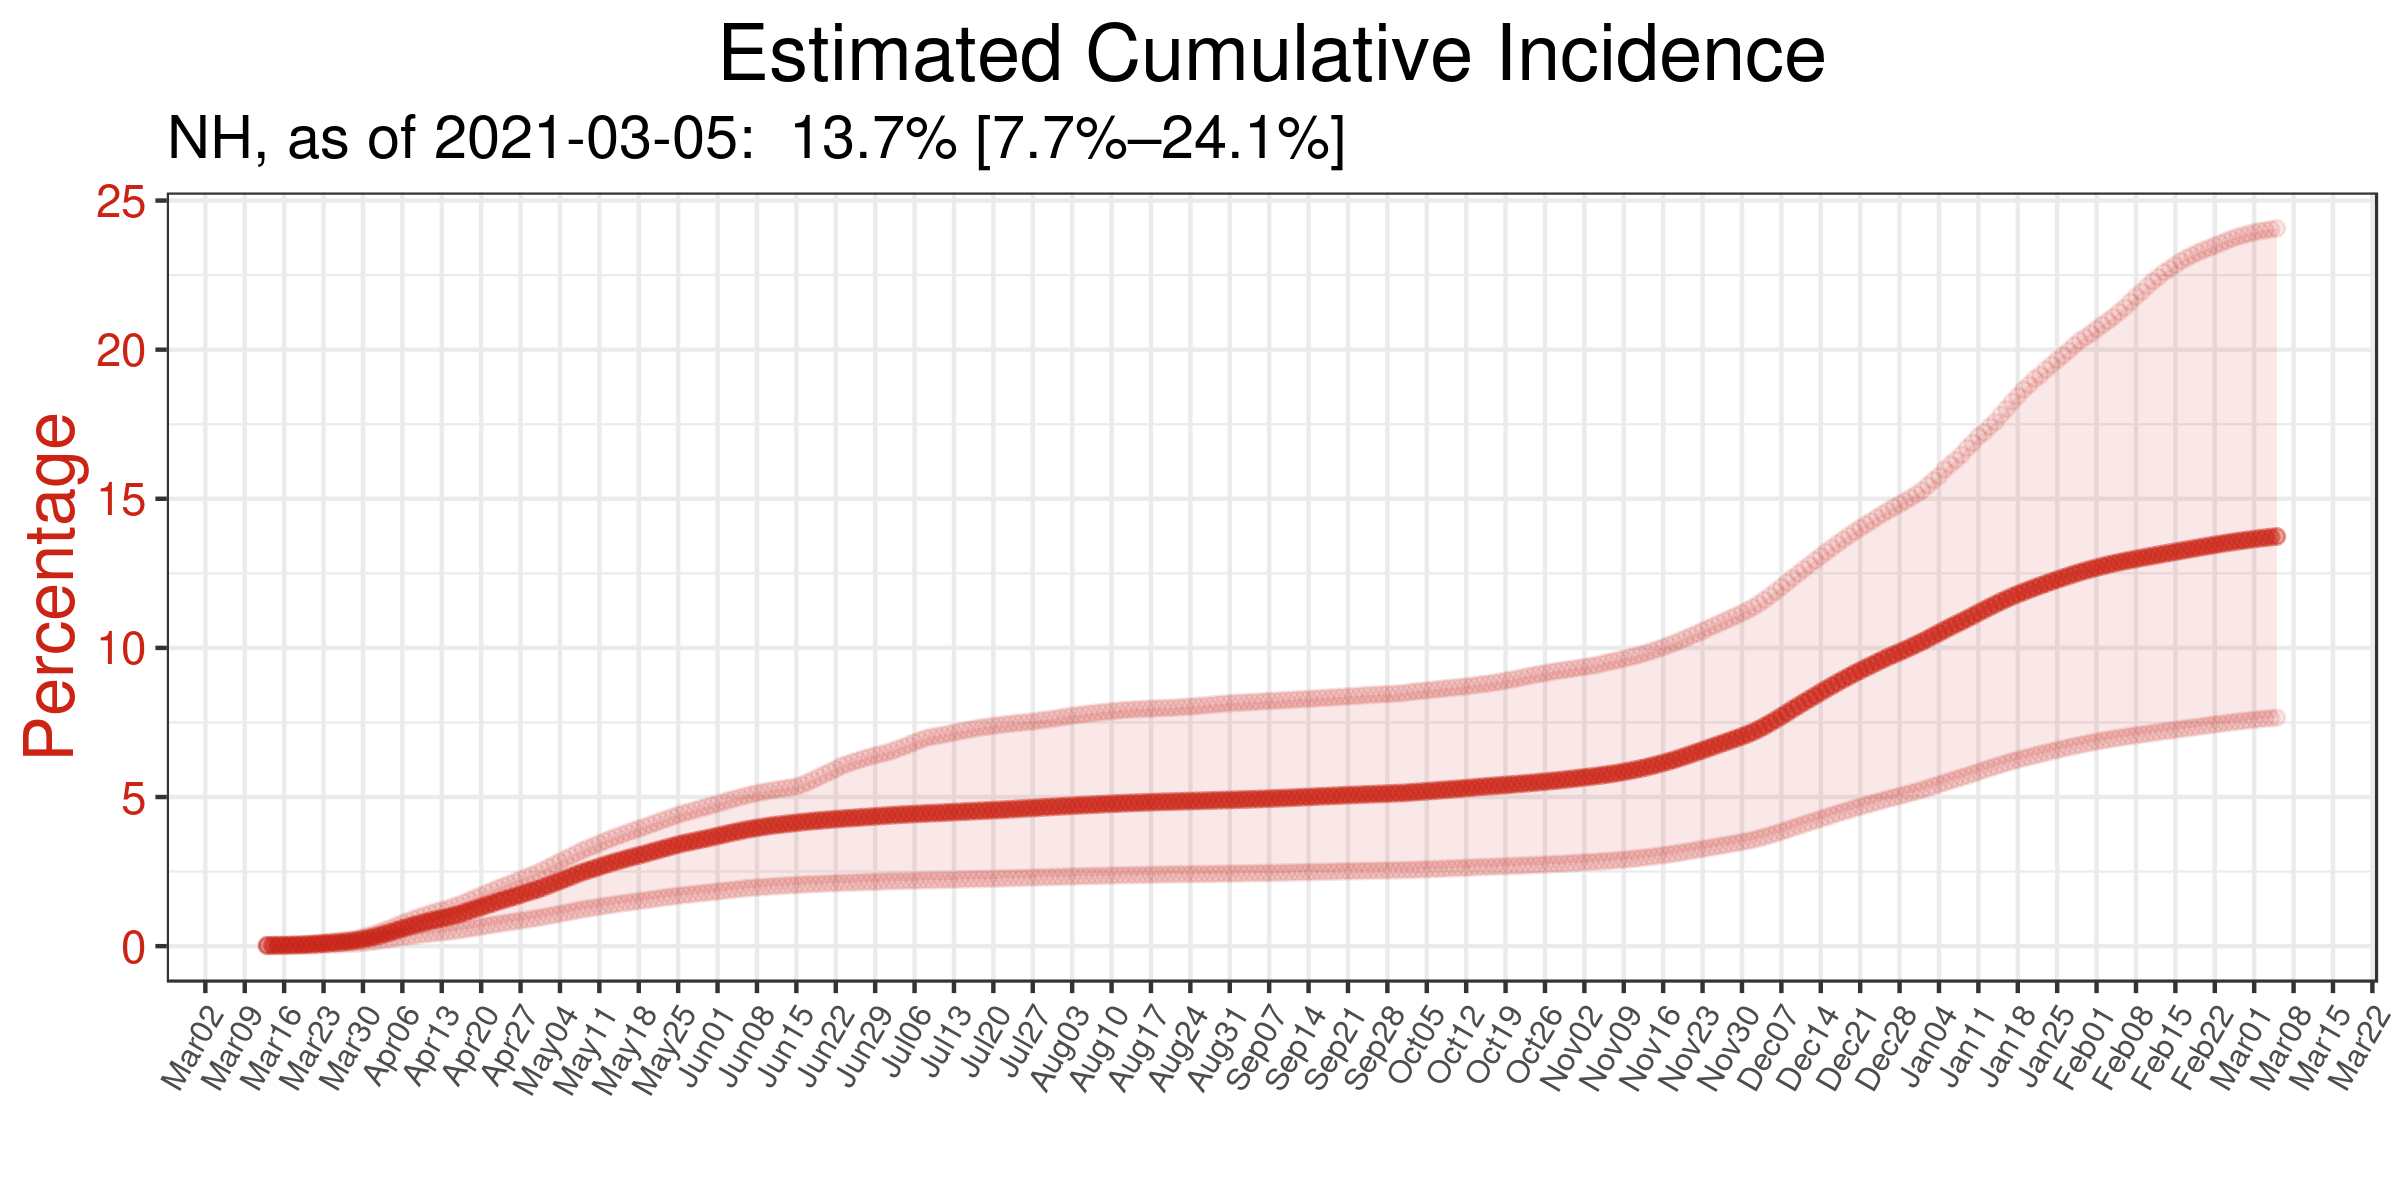 Estimated Cumulative Incidence
NH, as of 2021-03-05:  13.7% [7.7%–24.1%]
Percentage
25
20
15
10
5
0
Mar02
Mar09
Mar16
Mar23
Mar30
Apr06
Apr13
Apr20
Apr27
May04
May11
May18
May25
Jun01
Jun08
Jun15
Jun22
Jun29
Jul06
Jul13
Jul20
Jul27
Aug03
Aug10
Aug17
Aug24
Aug31
Sep07
Sep14
Sep21
Sep28
Oct05
Oct12
Oct19
Oct26
Nov02
Nov09
Nov16
Nov23
Nov30
Dec07
Dec14
Dec21
Dec28
Jan04
Jan11
Jan18
Jan25
Feb01
Feb08
Feb15
Feb22
Mar01
Mar08
Mar15
Mar22